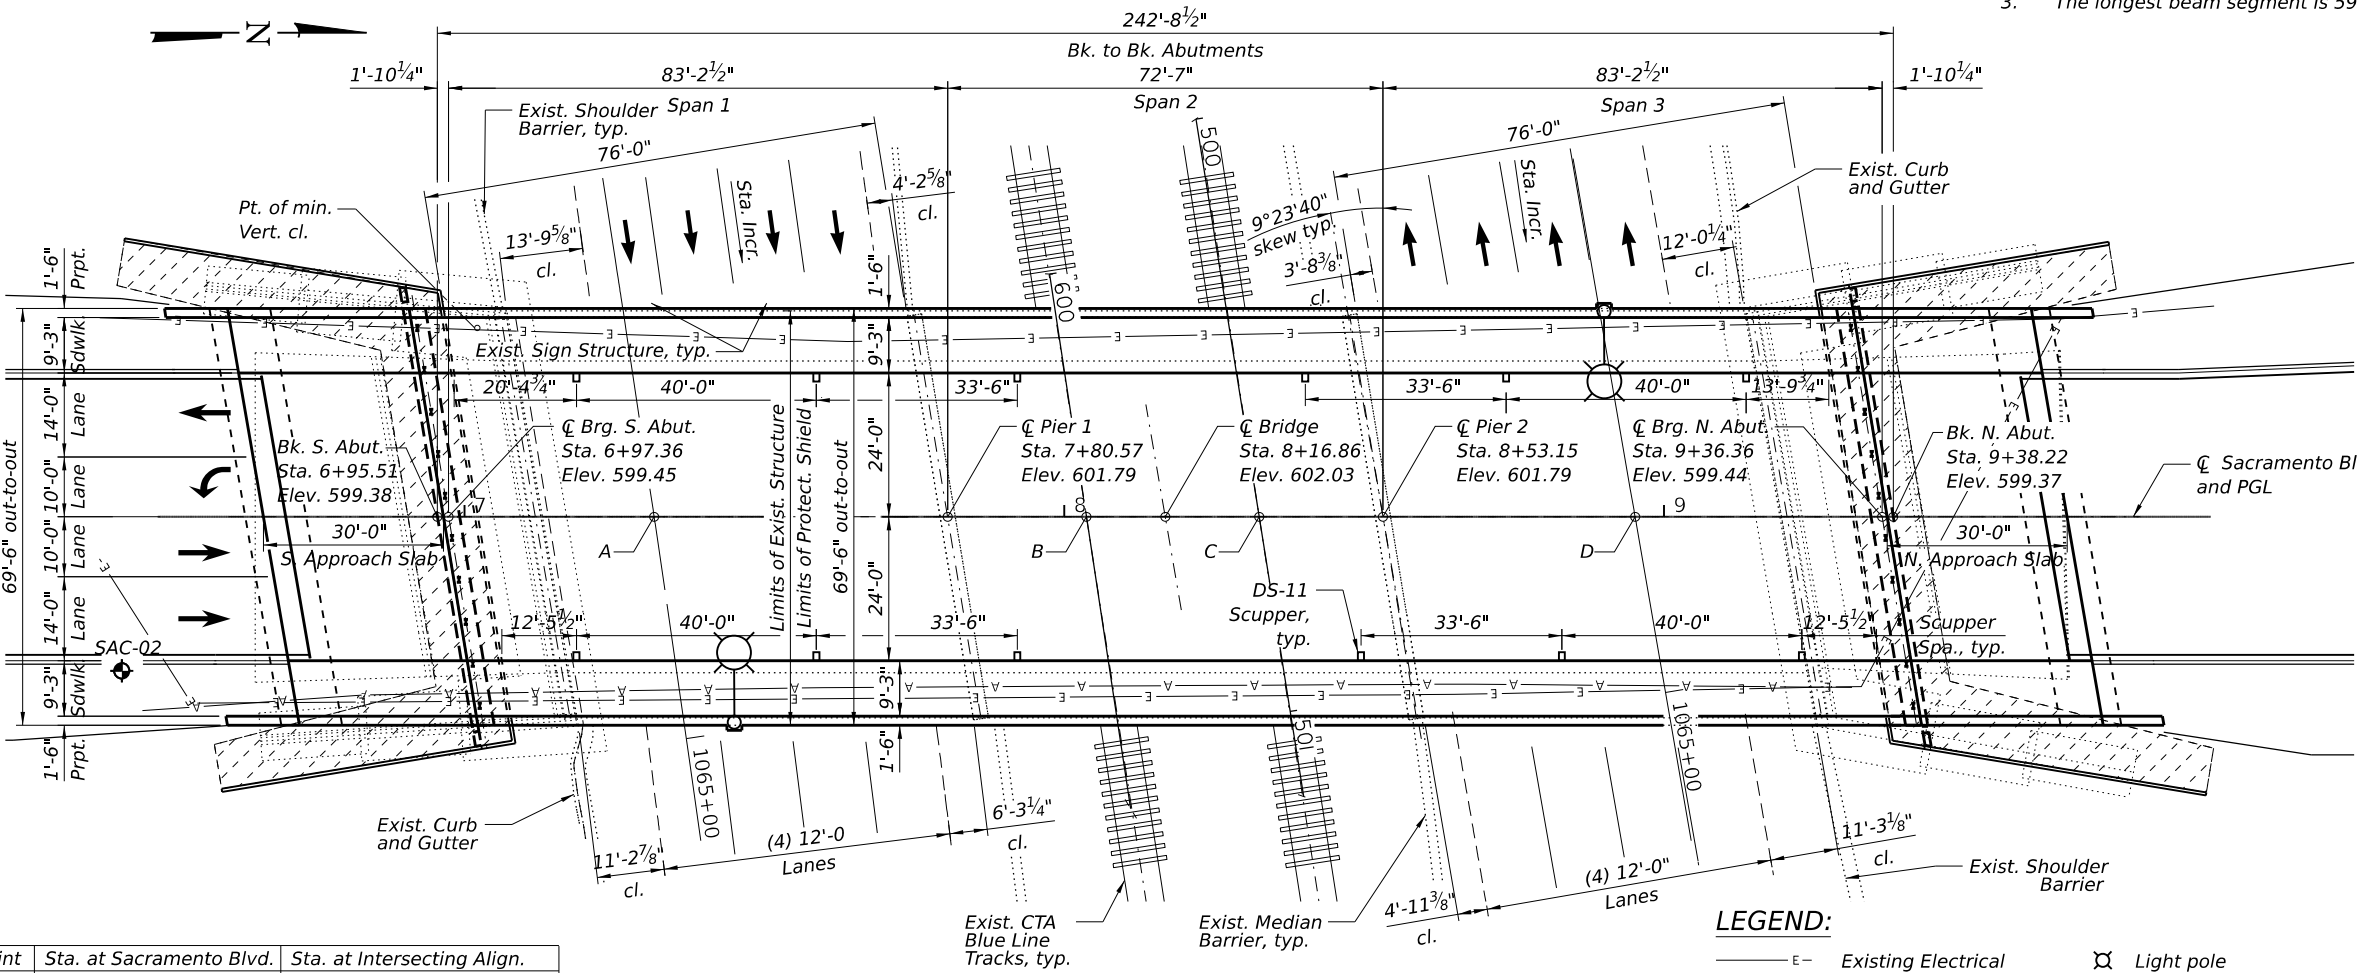 3. The longest beam segment is 59
N
242'-8½"
Bk. to Bk. Abutments
1'-10¼"
83'-2½"
72'-7"
83'-2½"
1'-10¼"
Span 1
Span 2
Span 3
Exist. Shoulder
Barrier, typ.
76'-0"
76'-0"
500
Exist. Curb
and Gutter
Pt. of min.
Vert. cl.
4'-2⅝"
cl.
13'-9⅝"
cl.
Sta. Incr.
9°23'40"
skew typ.
3'-8⅜"
cl.
Sta. Incr.
12'-0¼"
cl.
600
1'-6"
Prpt.
9'-3"
Sdwlk.
14'-0"
Lane
10'-0"
Lane
10'-0"
Lane
14'-0"
Lane
9'-3"
Sdwlk.
1'-6"
Prpt.
69'-6" out-to-out
1'-6"
9'-3"
24'-0"
24'-0"
9'-3"
1'-6"
Exist. Sign Structure, typ.
20'-4¾"
40'-0"
33'-6"
33'-6"
40'-0"
13'-9¾"
Limits of Exist. Structure
Limits of Protect. Shield
69'-6" out-to-out
Bk. S. Abut.
Sta. 6+95.51
Elev. 599.38
℄ Brg. S. Abut.
Sta. 6+97.36
Elev. 599.45
℄ Pier 1
Sta. 7+80.57
Elev. 601.79
℄ Bridge
Sta. 8+16.86
Elev. 602.03
℄ Pier 2
Sta. 8+53.15
Elev. 601.79
℄ Brg. N. Abut.
Sta. 9+36.36
Elev. 599.44
Bk. N. Abut.
Sta. 9+38.22
Elev. 599.37
℄ Sacramento Bl
and PGL
7
8
9
30'-0"
S. Approach Slab
A
B
C
D
30'-0"
N. Approach Slab
DS-11
Scupper,
typ.
12'-5½"
40'-0"
33'-6"
33'-6"
40'-0"
12'-5½"
Scupper
Spa., typ.
SAC-02
1065+00
501
1065+00
Exist. Curb
and Gutter
11'-2⅞"
cl.
(4) 12'-0
Lanes
6'-3¼"
cl.
Exist. CTA
Blue Line
Tracks, typ.
Exist. Median
Barrier, typ.
4'-11⅜"
cl.
(4) 12'-0"
Lanes
11'-3⅛"
cl.
Exist. Shoulder
Barrier
LEGEND:
E Existing Electrical
Light pole
int Sta. at Sacramento Blvd. Sta. at Intersecting Align.